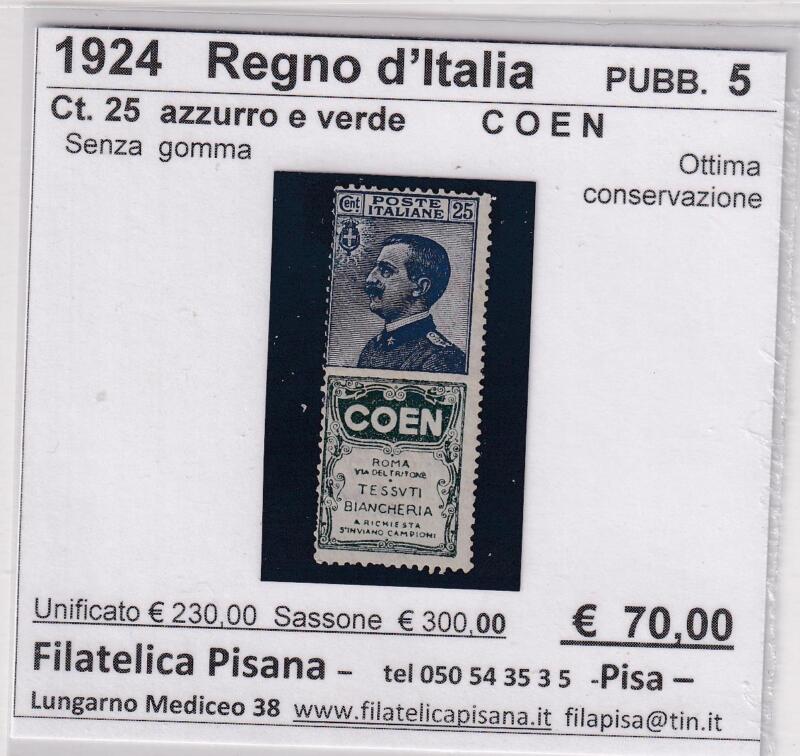 1924 Regno d'Italia PUBB. 5
Ct. 25 azzurro e verde COEN
Senza gomma
Ottima
conservazione
Cent POSTE ITALIANE 25
COEN
ROMA
VIA DEL TRITONE
TESSVTI
BIANCHERIA
A RICHIESTA
S'INVIANO CAMPIONI
Unificato € 230,00 Sassone € 300,00 € 70,00
Filatelica Pisana – tel 050 54 35 3 5 -Pisa –
Lungarno Mediceo 38 www.filatelicapisana.it filapisa@tin.it